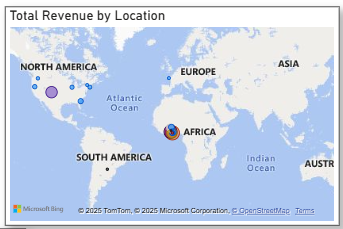 Total Revenue by Location
NORTH AMERICA
EUROPE
ASIA
Atlantic
Ocean
AFRICA
SOUTH AMERICA
Indian
Ocean
AUSTR
Microsoft Bing
© 2025 TomTom, © 2025 Microsoft Corporation, © OpenStreetMap Terms